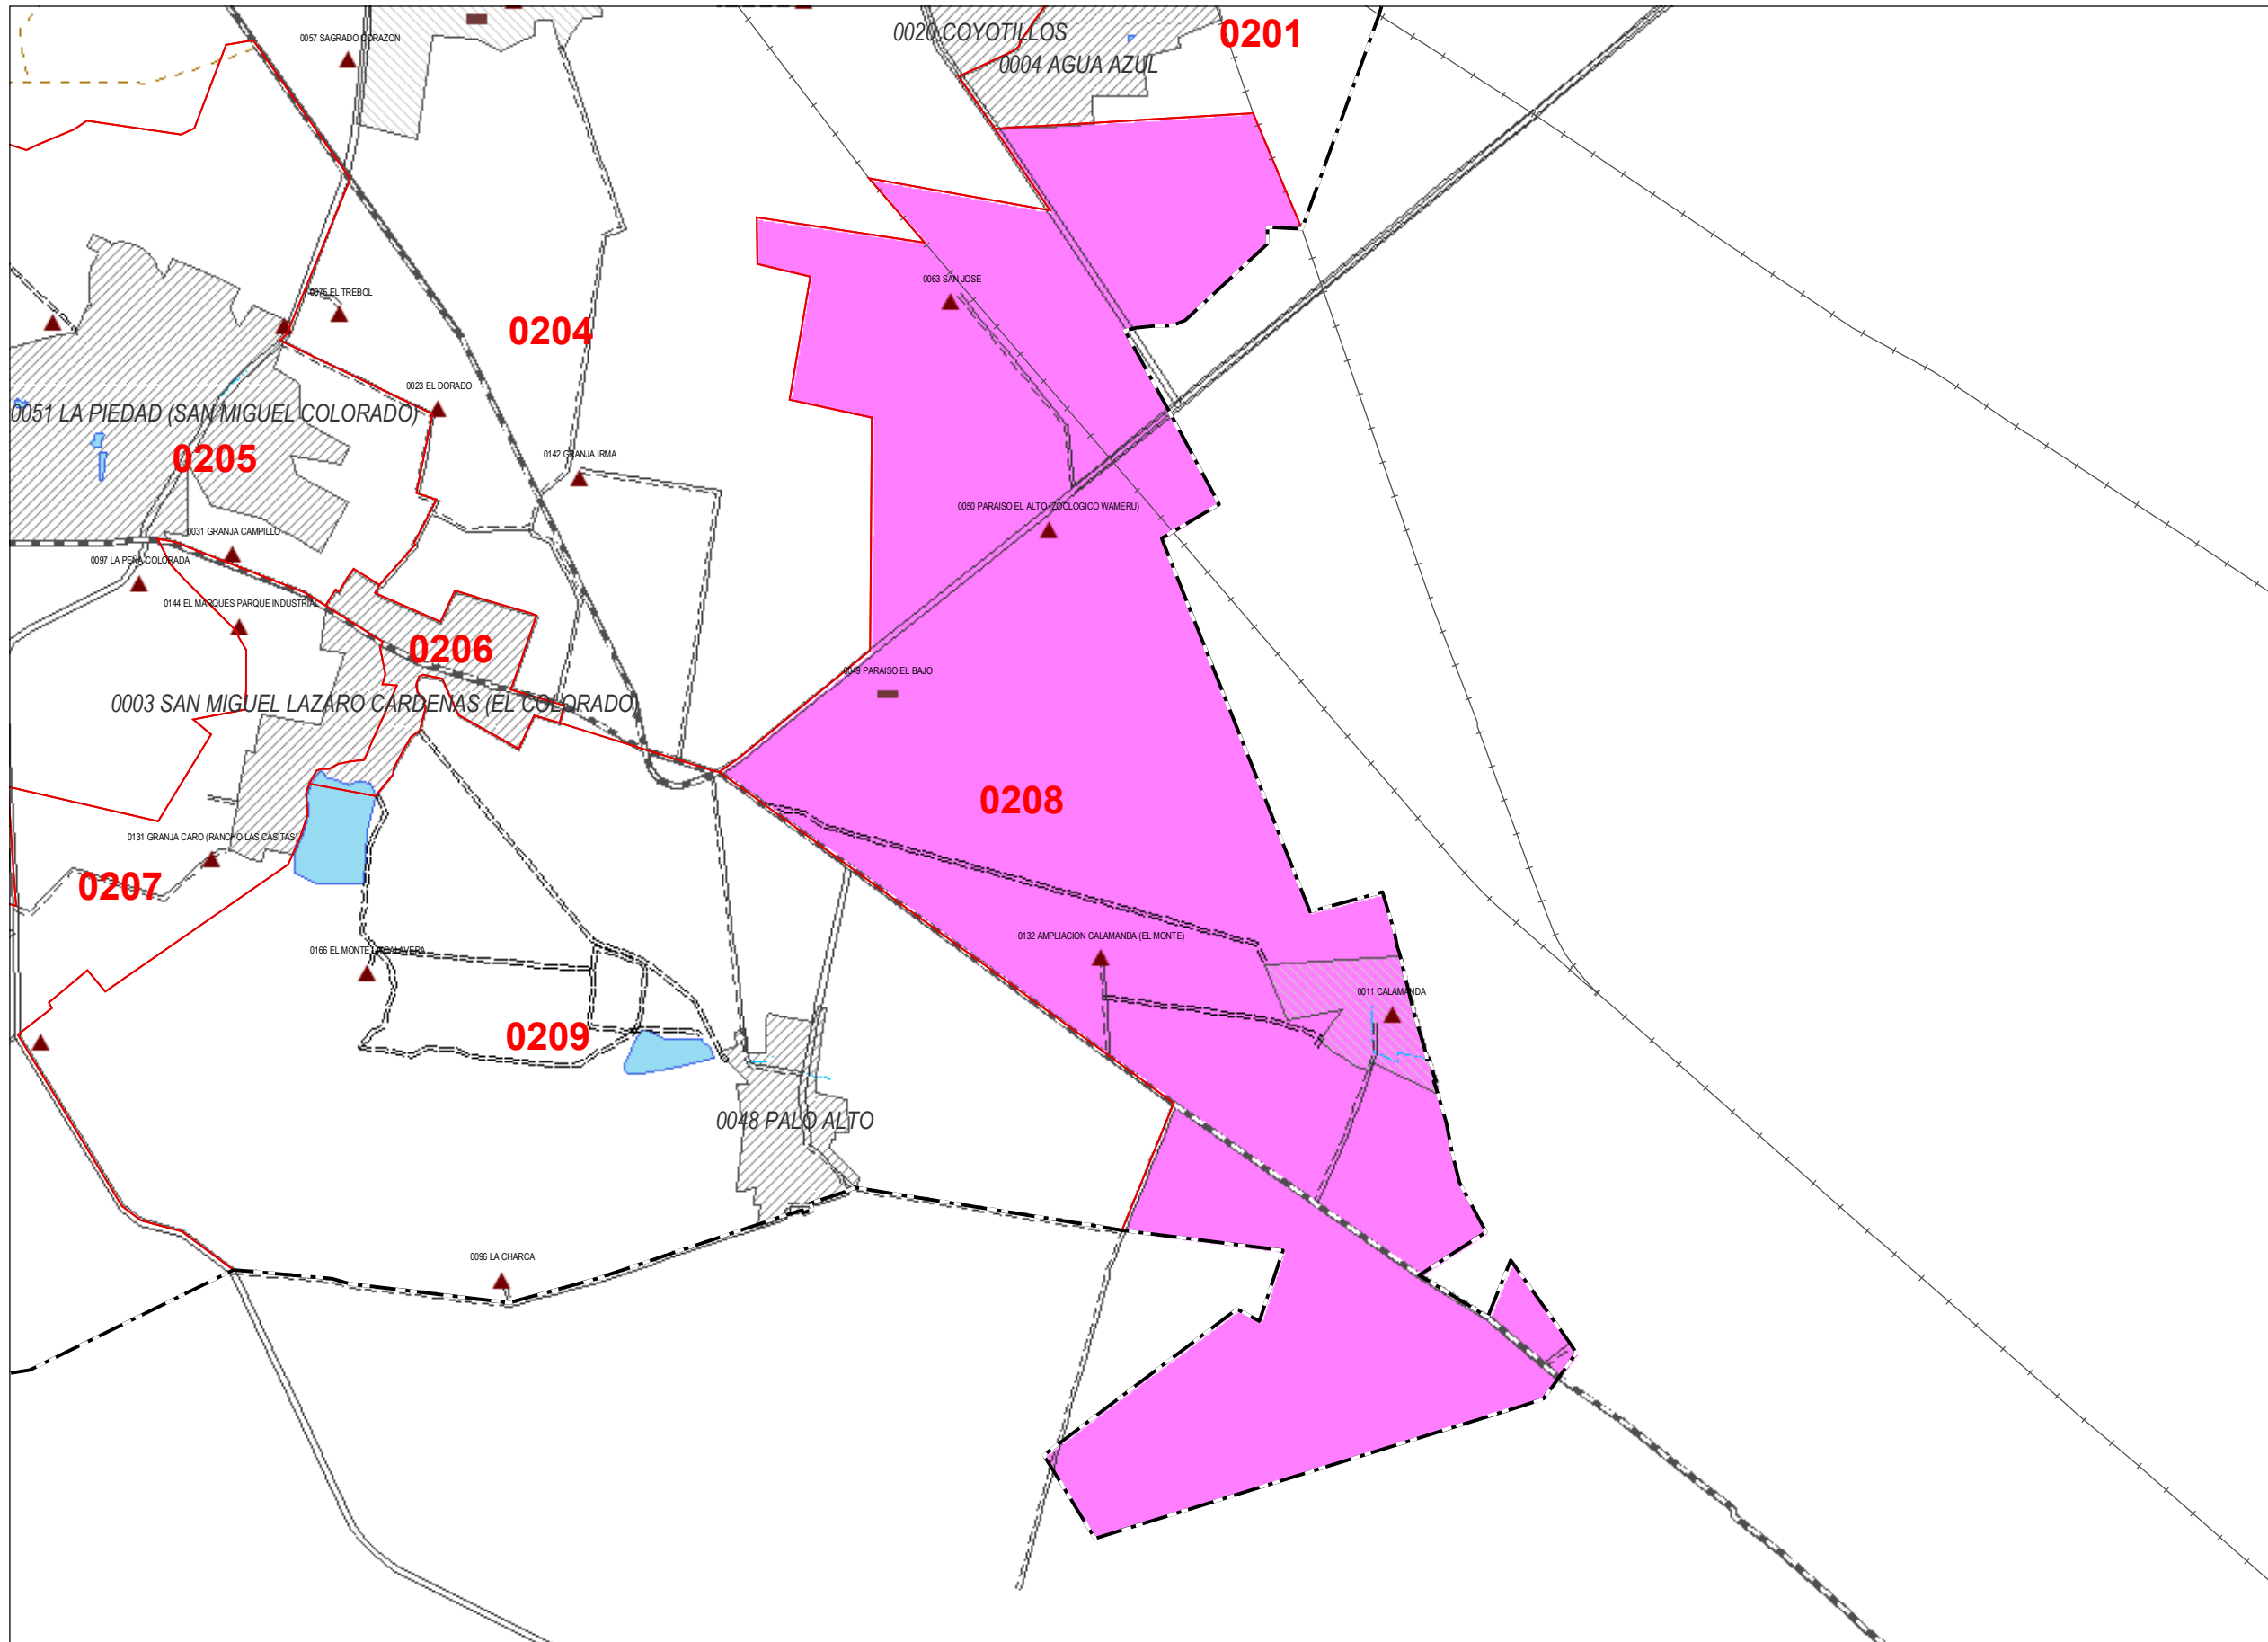 0020 COYOTILLOS
0201
0057 SAGRADO CORAZON
0004 AGUA AZUL
0063 SAN JOSE
0075 EL TREBOL
0204
0023 EL DORADO
0051 LA PIEDAD (SAN MIGUEL COLORADO)
0205
0142 GRANJA IRMA
0050 PARAISO EL ALTO (ZOOLOGICO WAMERU)
0031 GRANJA CAMPILLO
0097 LA PEÑA COLORADA
0144 EL MARQUES PARQUE INDUSTRIAL
0206
0049 PARAISO EL BAJO
0003 SAN MIGUEL LAZARO CARDENAS (EL COLORADO)
0208
0131 GRANJA CARO (RANCHO LAS CASITAS)
0207
0132 AMPLIACION CALAMANDA (EL MONTE)
0166 EL MONTE LA CALAVERA
0011 CALAMANDA
0209
0048 PALO ALTO
0096 LA CHARCA